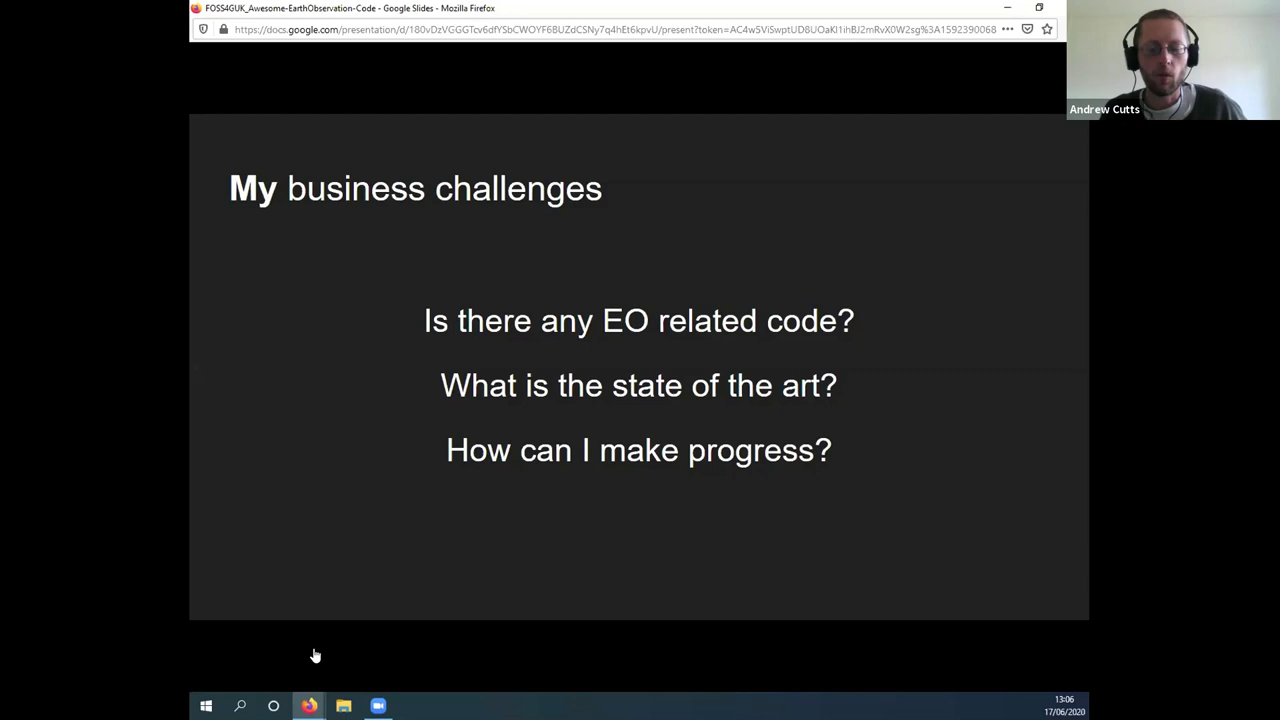 FOSS4GUK_Awesome-EarthObservation-Code - Google Slides - Mozilla Firefox
https://docs.google.com/presentation/d/180vDzVGGGTcv6dfYSbCWOYF6BUZdCSNy7q4hEt6kpvU/present?token=AC4w5ViSwptUD8UOaKl1ihBJ2mRvX0W2sg%3A1592390068
Andrew Cutts
My business challenges
Is there any EO related code?
What is the state of the art?
How can I make progress?
13:06
17/06/2020